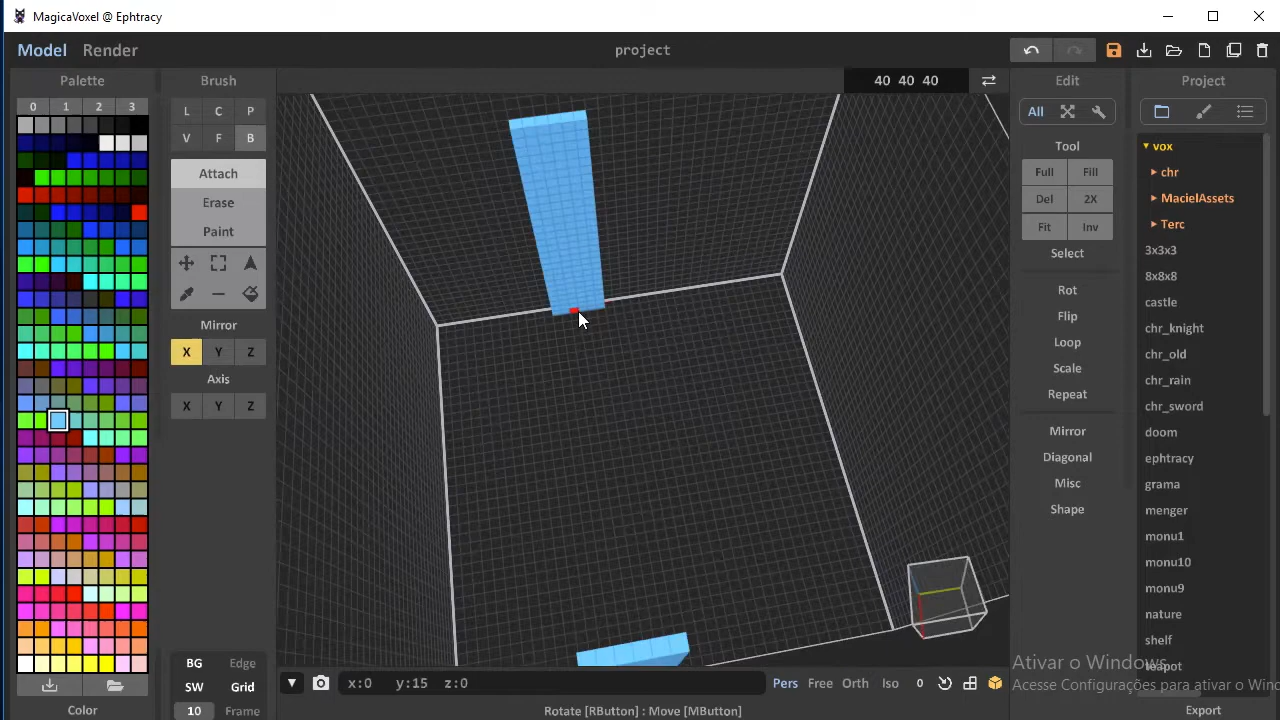 MagicaVoxel @ Ephtracy
Model Render
project
Palette
Brush
40 40 40
Edit
Project
0 1 2 3
L C P
V F B
Attach
Erase
Paint
Mirror
X Y Z
Axis
X Y Z
All
Tool
Full Fill
Del 2X
Fit Inv
Select
Rot
Flip
Loop
Scale
Repeat
Mirror
Diagonal
Misc
Shape
vox
chr
MacielAssets
Terc
3x3x3
8x8x8
castle
chr_knight
chr_old
chr_rain
chr_sword
doom
ephtracy
grama
menger
monu1
monu10
monu9
nature
shelf
teapot
Ativar o Windows
Acesse Configurações para ativar o Wind
BG Edge
SW Grid
10 Frame
Color
x:0 y:15 z:0
Pers Free Orth Iso 0
Rotate [RButton] : Move [MButton]
Export